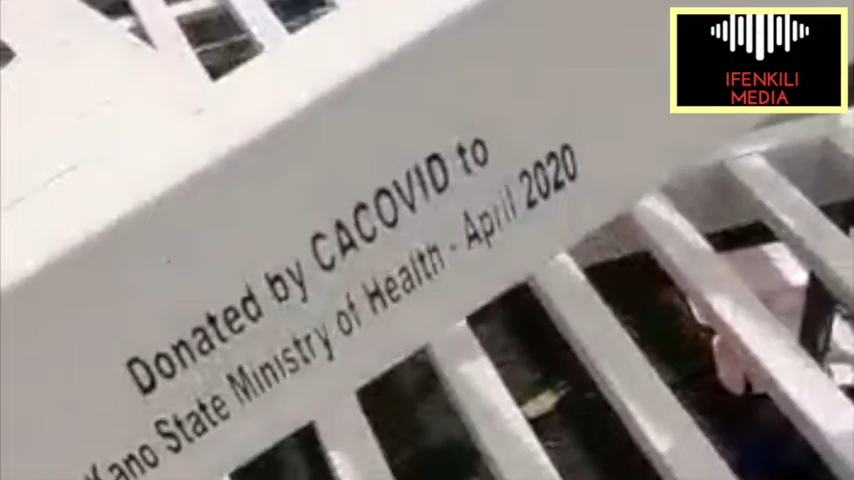 IFENKILI
MEDIA
Donated by CACOVID to
Kano State Ministry of Health - April 2020